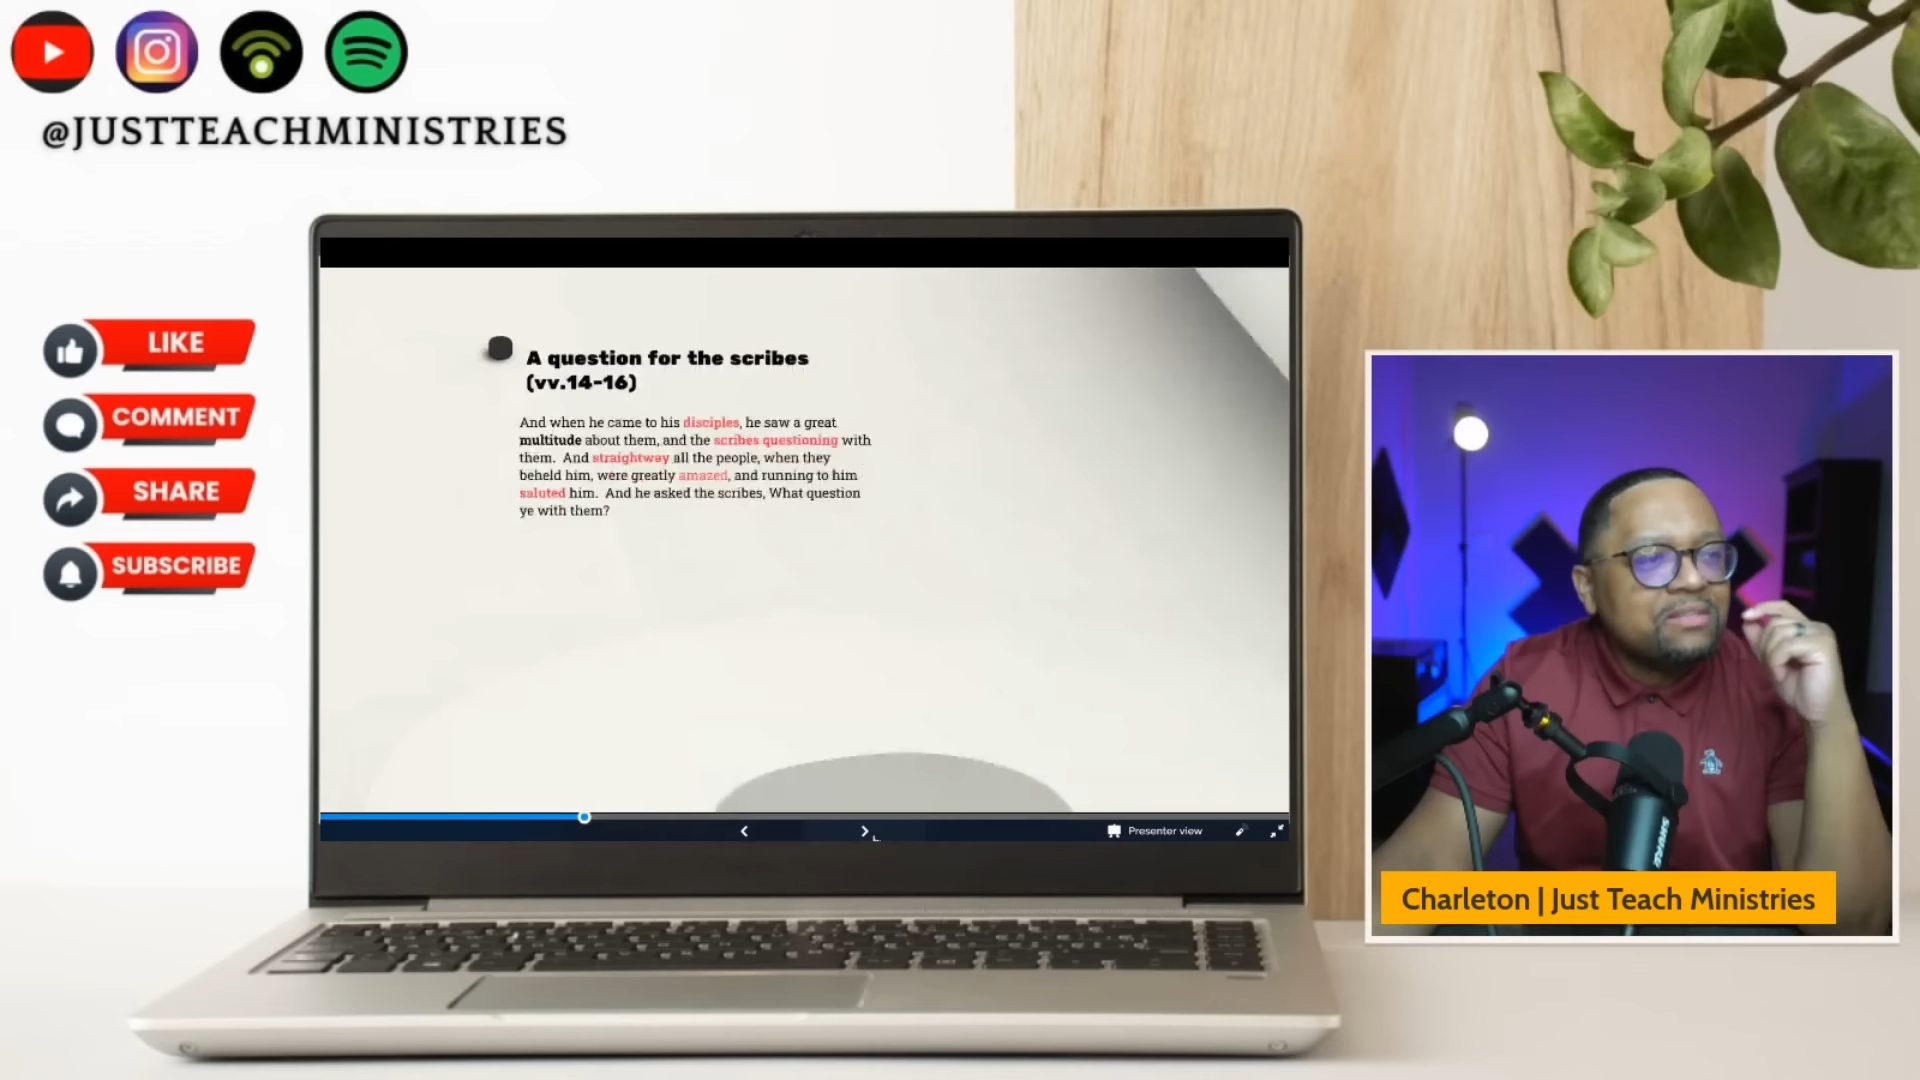 @JUSTTEACHMINISTRIES
LIKE
COMMENT
SHARE
SUBSCRIBE
A question for the scribes
(vv.14-16)
And when he came to his disciples, he saw a great
multitude about them, and the scribes questioning with
them. And straightway all the people, when they
beheld him, were greatly amazed, and running to him
saluted him. And he asked the scribes, What question
ye with them?
Presenter view
SHURE
Charleton | Just Teach Ministries